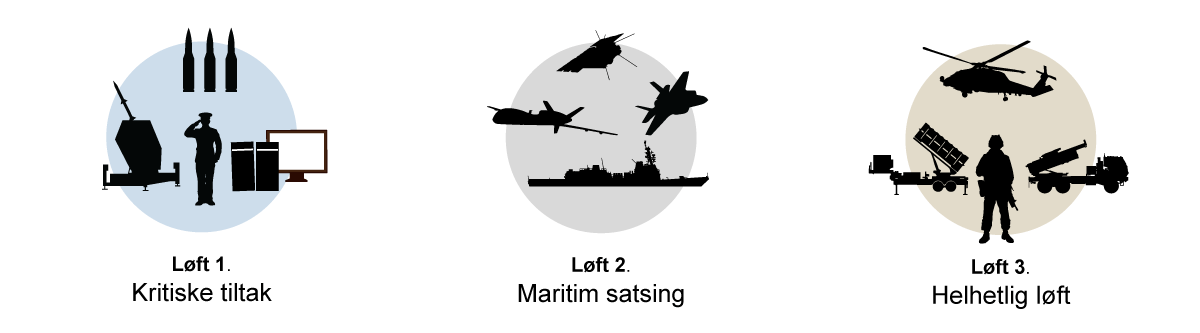 Løft 1.
Kritiske tiltak
Løft 2.
Maritim satsing
Løft 3.
Helhetlig løft